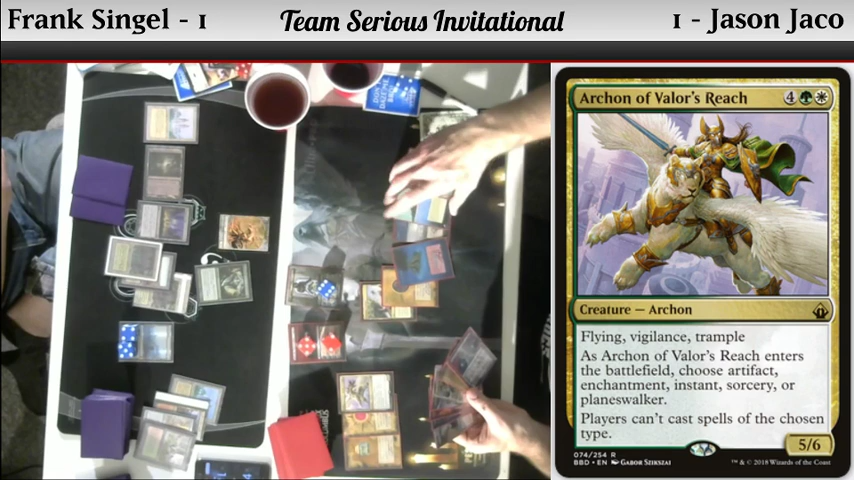 Frank Singel - 1
Team Serious Invitational
1 - Jason Jaco
Archon of Valor's Reach
4
Creature — Archon
Flying, vigilance, trample
As Archon of Valor's Reach enters
the battlefield, choose artifact,
enchantment, instant, sorcery, or
planeswalker.
Players can't cast spells of the chosen
type.
5/6
074/254 R
BBD • EN GABOR SZIKSZAI
™ & © 2018 Wizards of the Coast